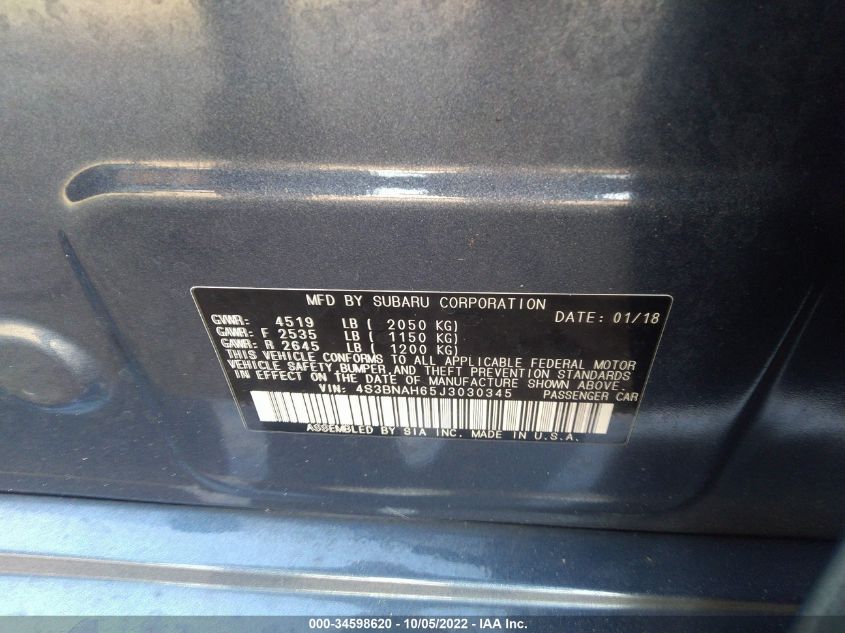 MFD BY SUBARU CORPORATION
GVWR: 4519 LB ( 2050 KG) DATE: 01/18
GAWR: F 2535 LB ( 1150 KG)
GAWR: R 2645 LB ( 1200 KG)
THIS VEHICLE CONFORMS TO ALL APPLICABLE FEDERAL MOTOR
VEHICLE SAFETY, BUMPER, AND THEFT PREVENTION STANDARDS
IN EFFECT ON THE DATE OF MANUFACTURE SHOWN ABOVE.
VIN: 4S3BNAH65J3030345 PASSENGER CAR
ASSEMBLED BY SIA INC. MADE IN U.S.A.
000-34598620 - 10/05/2022 - IAA Inc.